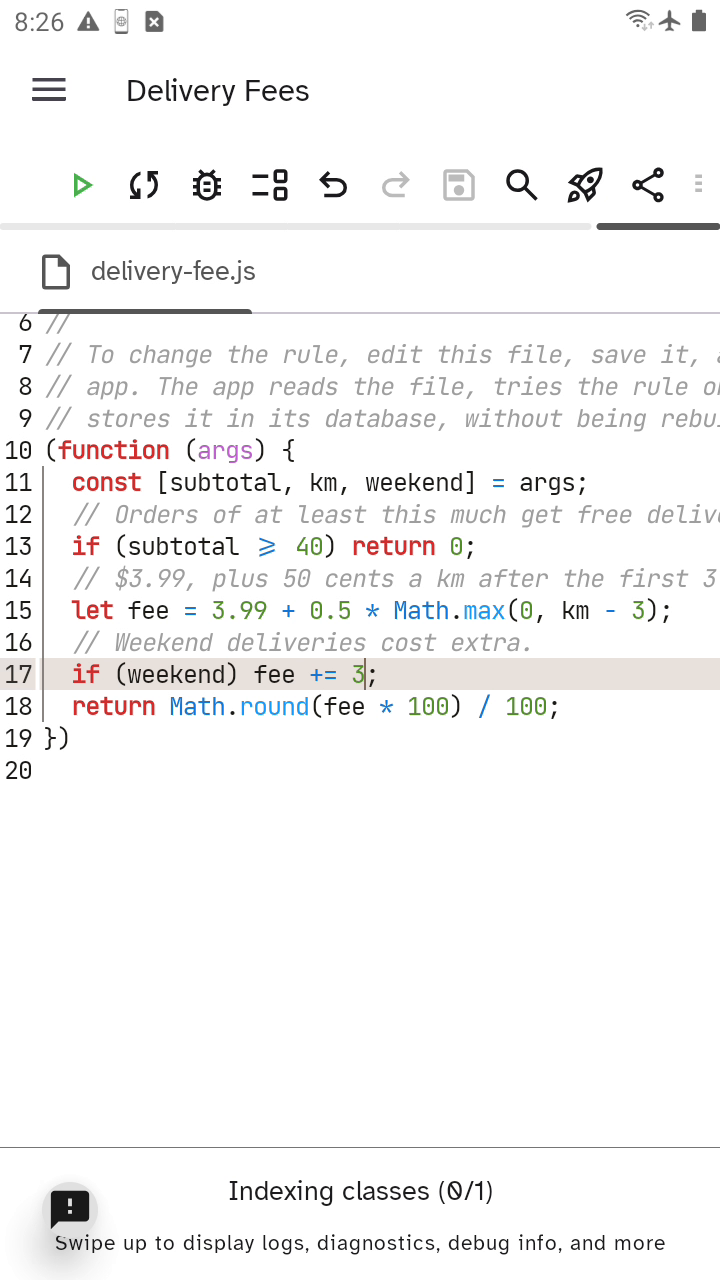 8:26
Delivery Fees
delivery-fee.js
6 //
7 // To change the rule, edit this file, save it,
8 // app. The app reads the file, tries the rule
9 // stores it in its database, without being
10 (function (args) {
11 const [subtotal, km, weekend] = args;
12 // Orders of at least this much get free
13 if (subtotal ⩾ 40) return 0;
14 // $3.99, plus 50 cents a km after the first 3
15 let fee = 3.99 + 0.5 * Math.max(0, km - 3);
16 // Weekend deliveries cost extra.
17 if (weekend) fee += 3;
18 return Math.round(fee * 100) / 100;
19 })
20
Indexing classes (0/1)
Swipe up to display logs, diagnostics, debug info, and more